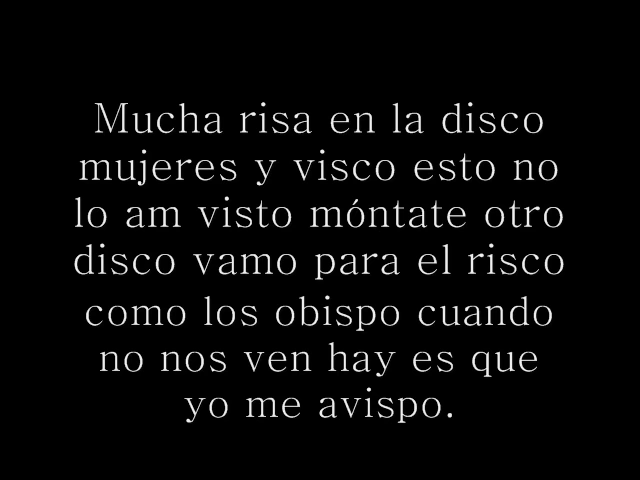 Mucha risa en la disco
mujeres y visco esto no
lo am visto móntate otro
disco vamo para el risco
como los obispo cuando
no nos ven hay es que
yo me avispo.